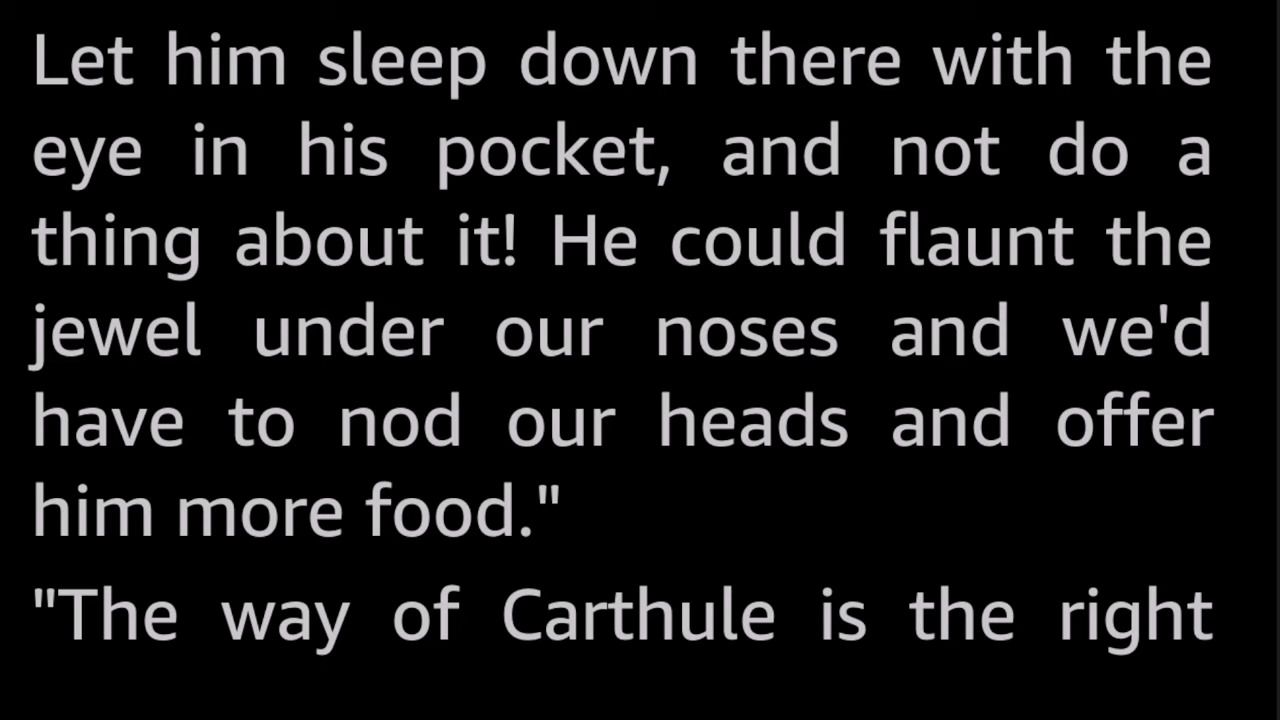 Let him sleep down there with the
eye in his pocket, and not do a
thing about it! He could flaunt the
jewel under our noses and we'd
have to nod our heads and offer
him more food."
"The way of Carthule is the right